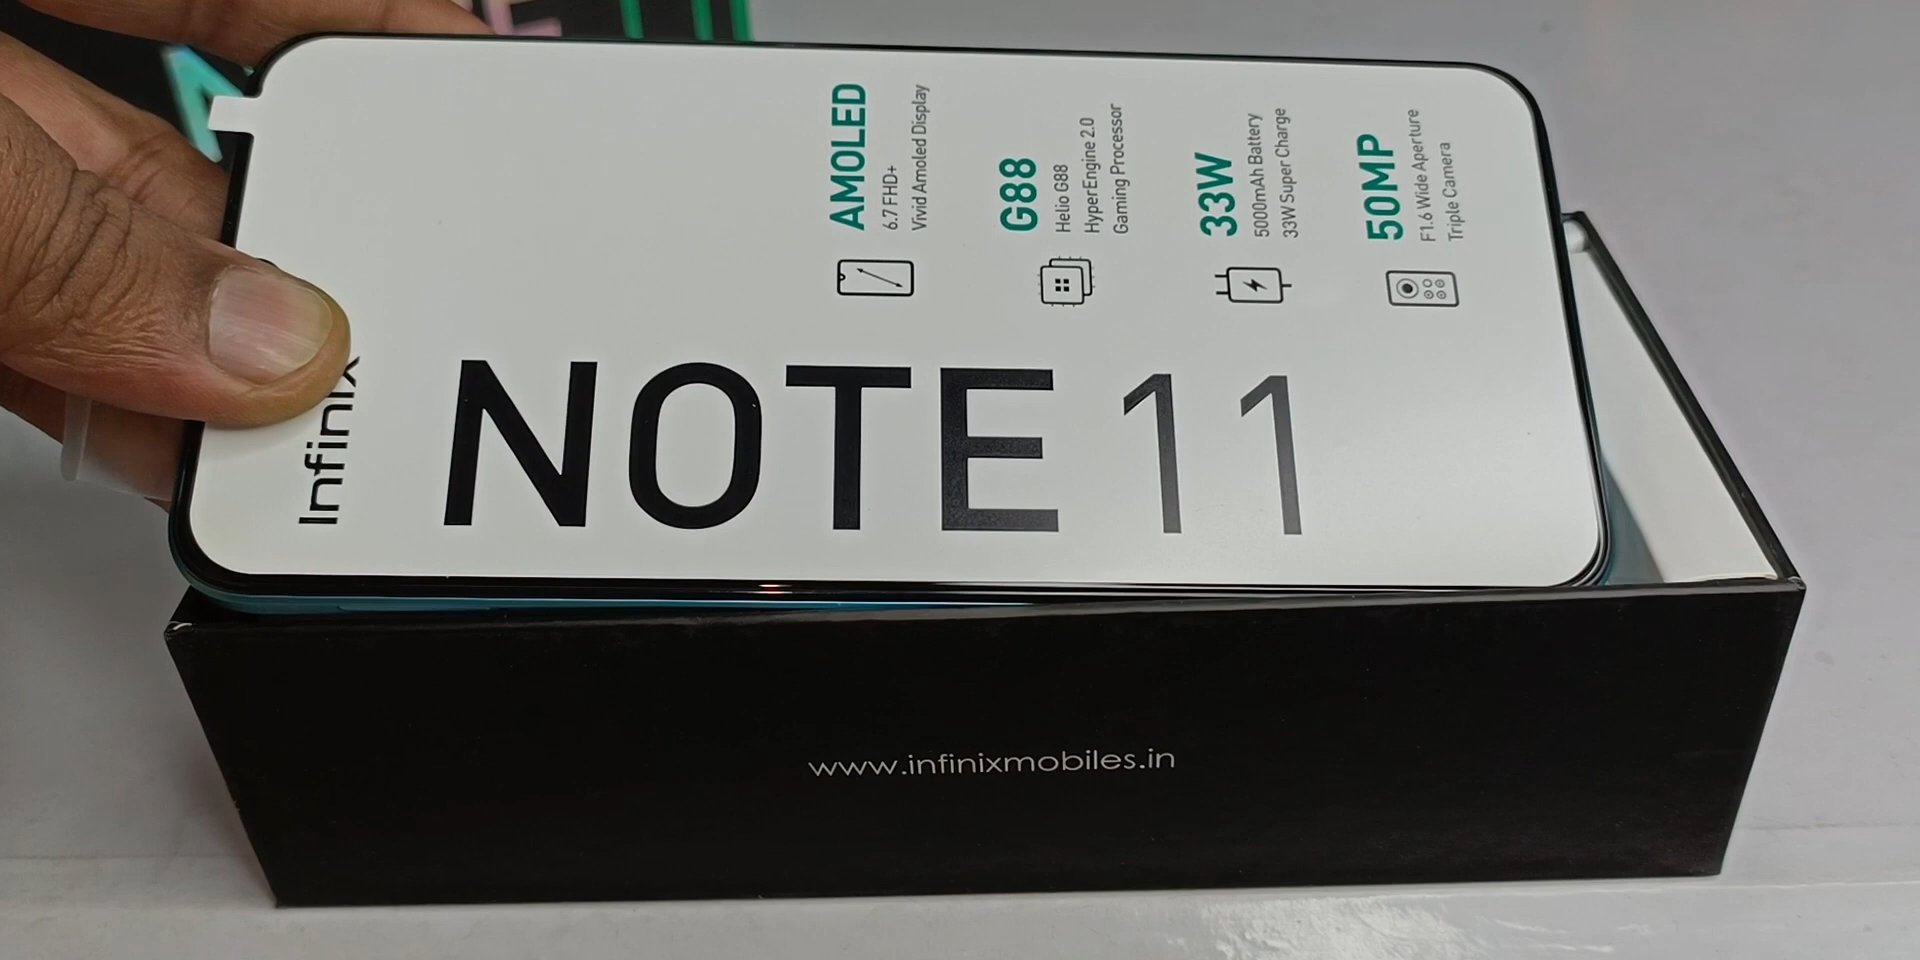 Infinix
NOTE 11
AMOLED
6.7 FHD+
Vivid Amoled Display
G88
Helio G88
HyperEngine 2.0
Gaming Processor
33W
5000mAh Battery
33W Super Charge
50MP
F1.6 Wide Aperture
Triple Camera
www.infinixmobiles.in